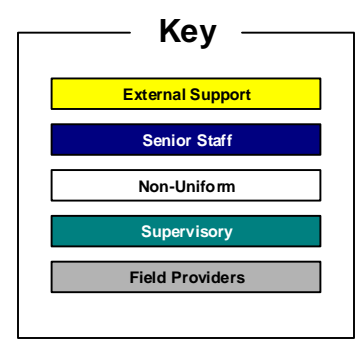 Key
External Support
Senior Staff
Non-Uniform
Supervisory
Field Providers